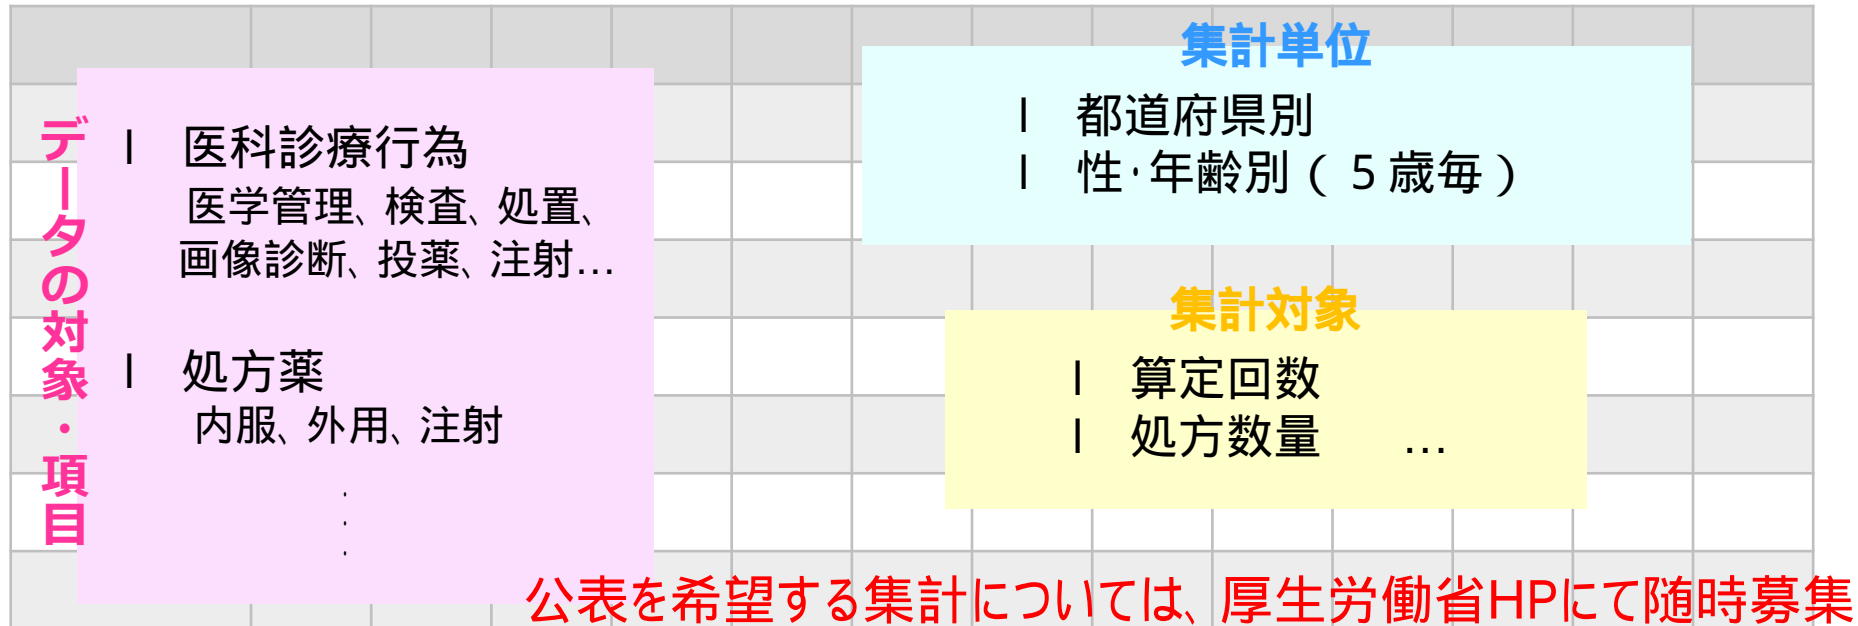 データの対象・項目
l 医科診療行為
医学管理、検査、処置、
画像診断、投薬、注射…
l 処方薬
内服、外用、注射
・
・
・
集計単位
l 都道府県別
l 性・年齢別（５歳毎）
集計対象
l 算定回数
l 処方数量 …
公表を希望する集計については、厚生労働省HPにて随時募集